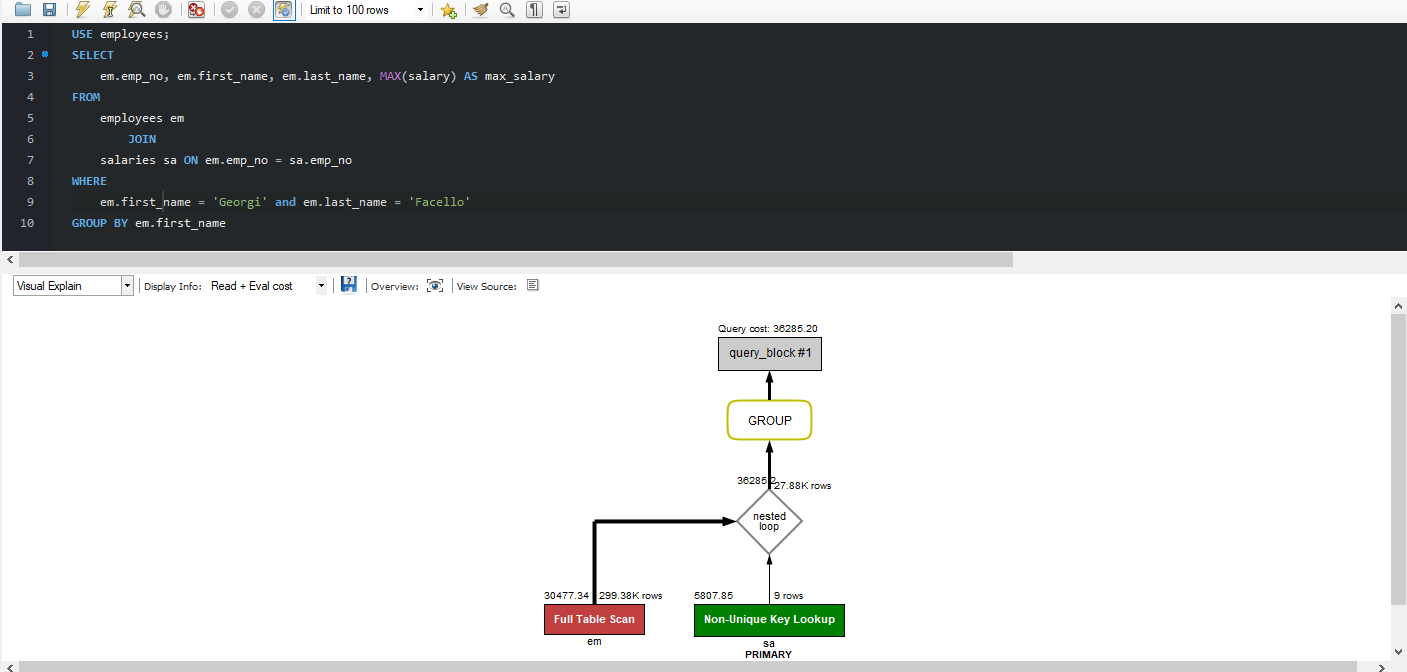 Limit to 100 rows
1 USE employees;
2 SELECT
3 em.emp_no, em.first_name, em.last_name, MAX(salary) AS max_salary
4 FROM
5 employees em
6 JOIN
7 salaries sa ON em.emp_no = sa.emp_no
8 WHERE
9 em.first_name = 'Georgi' and em.last_name = 'Facello'
10 GROUP BY em.first_name
Visual Explain Display Info: Read + Eval cost Overview: View Source:
Query cost: 36285.20
query_block #1
GROUP
36285.2 27.88K rows
nested
loop
30477.34 299.38K rows 5807.85 9 rows
Full Table Scan Non-Unique Key Lookup
em sa
PRIMARY